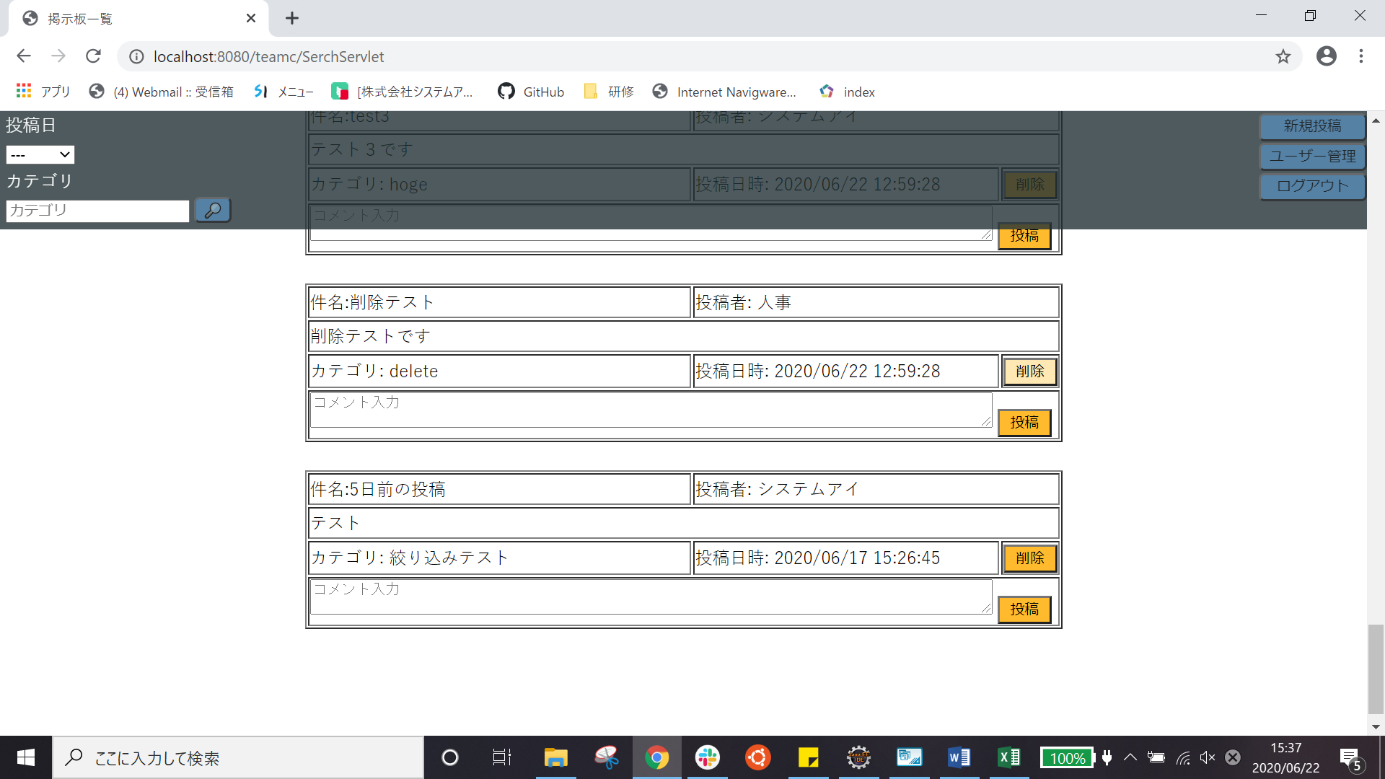 掲示板一覧
localhost:8080/teamc/SerchServlet
アプリ (4) Webmail :: 受信箱 メニュー [株式会社システムア... GitHub 研修 Internet Navigware... index
投稿日
---
カテゴリ
カテゴリ
新規投稿
ユーザー管理
ログアウト
件名:test3 投稿者: システムアイ
テスト３です
カテゴリ: hoge 投稿日時: 2020/06/22 12:59:28 削除
コメント入力 投稿
件名:削除テスト 投稿者: 人事
削除テストです
カテゴリ: delete 投稿日時: 2020/06/22 12:59:28 削除
コメント入力 投稿
件名:5日前の投稿 投稿者: システムアイ
テスト
カテゴリ: 絞り込みテスト 投稿日時: 2020/06/17 15:26:45 削除
コメント入力 投稿
ここに入力して検索 100% 15:37
2020/06/22 5